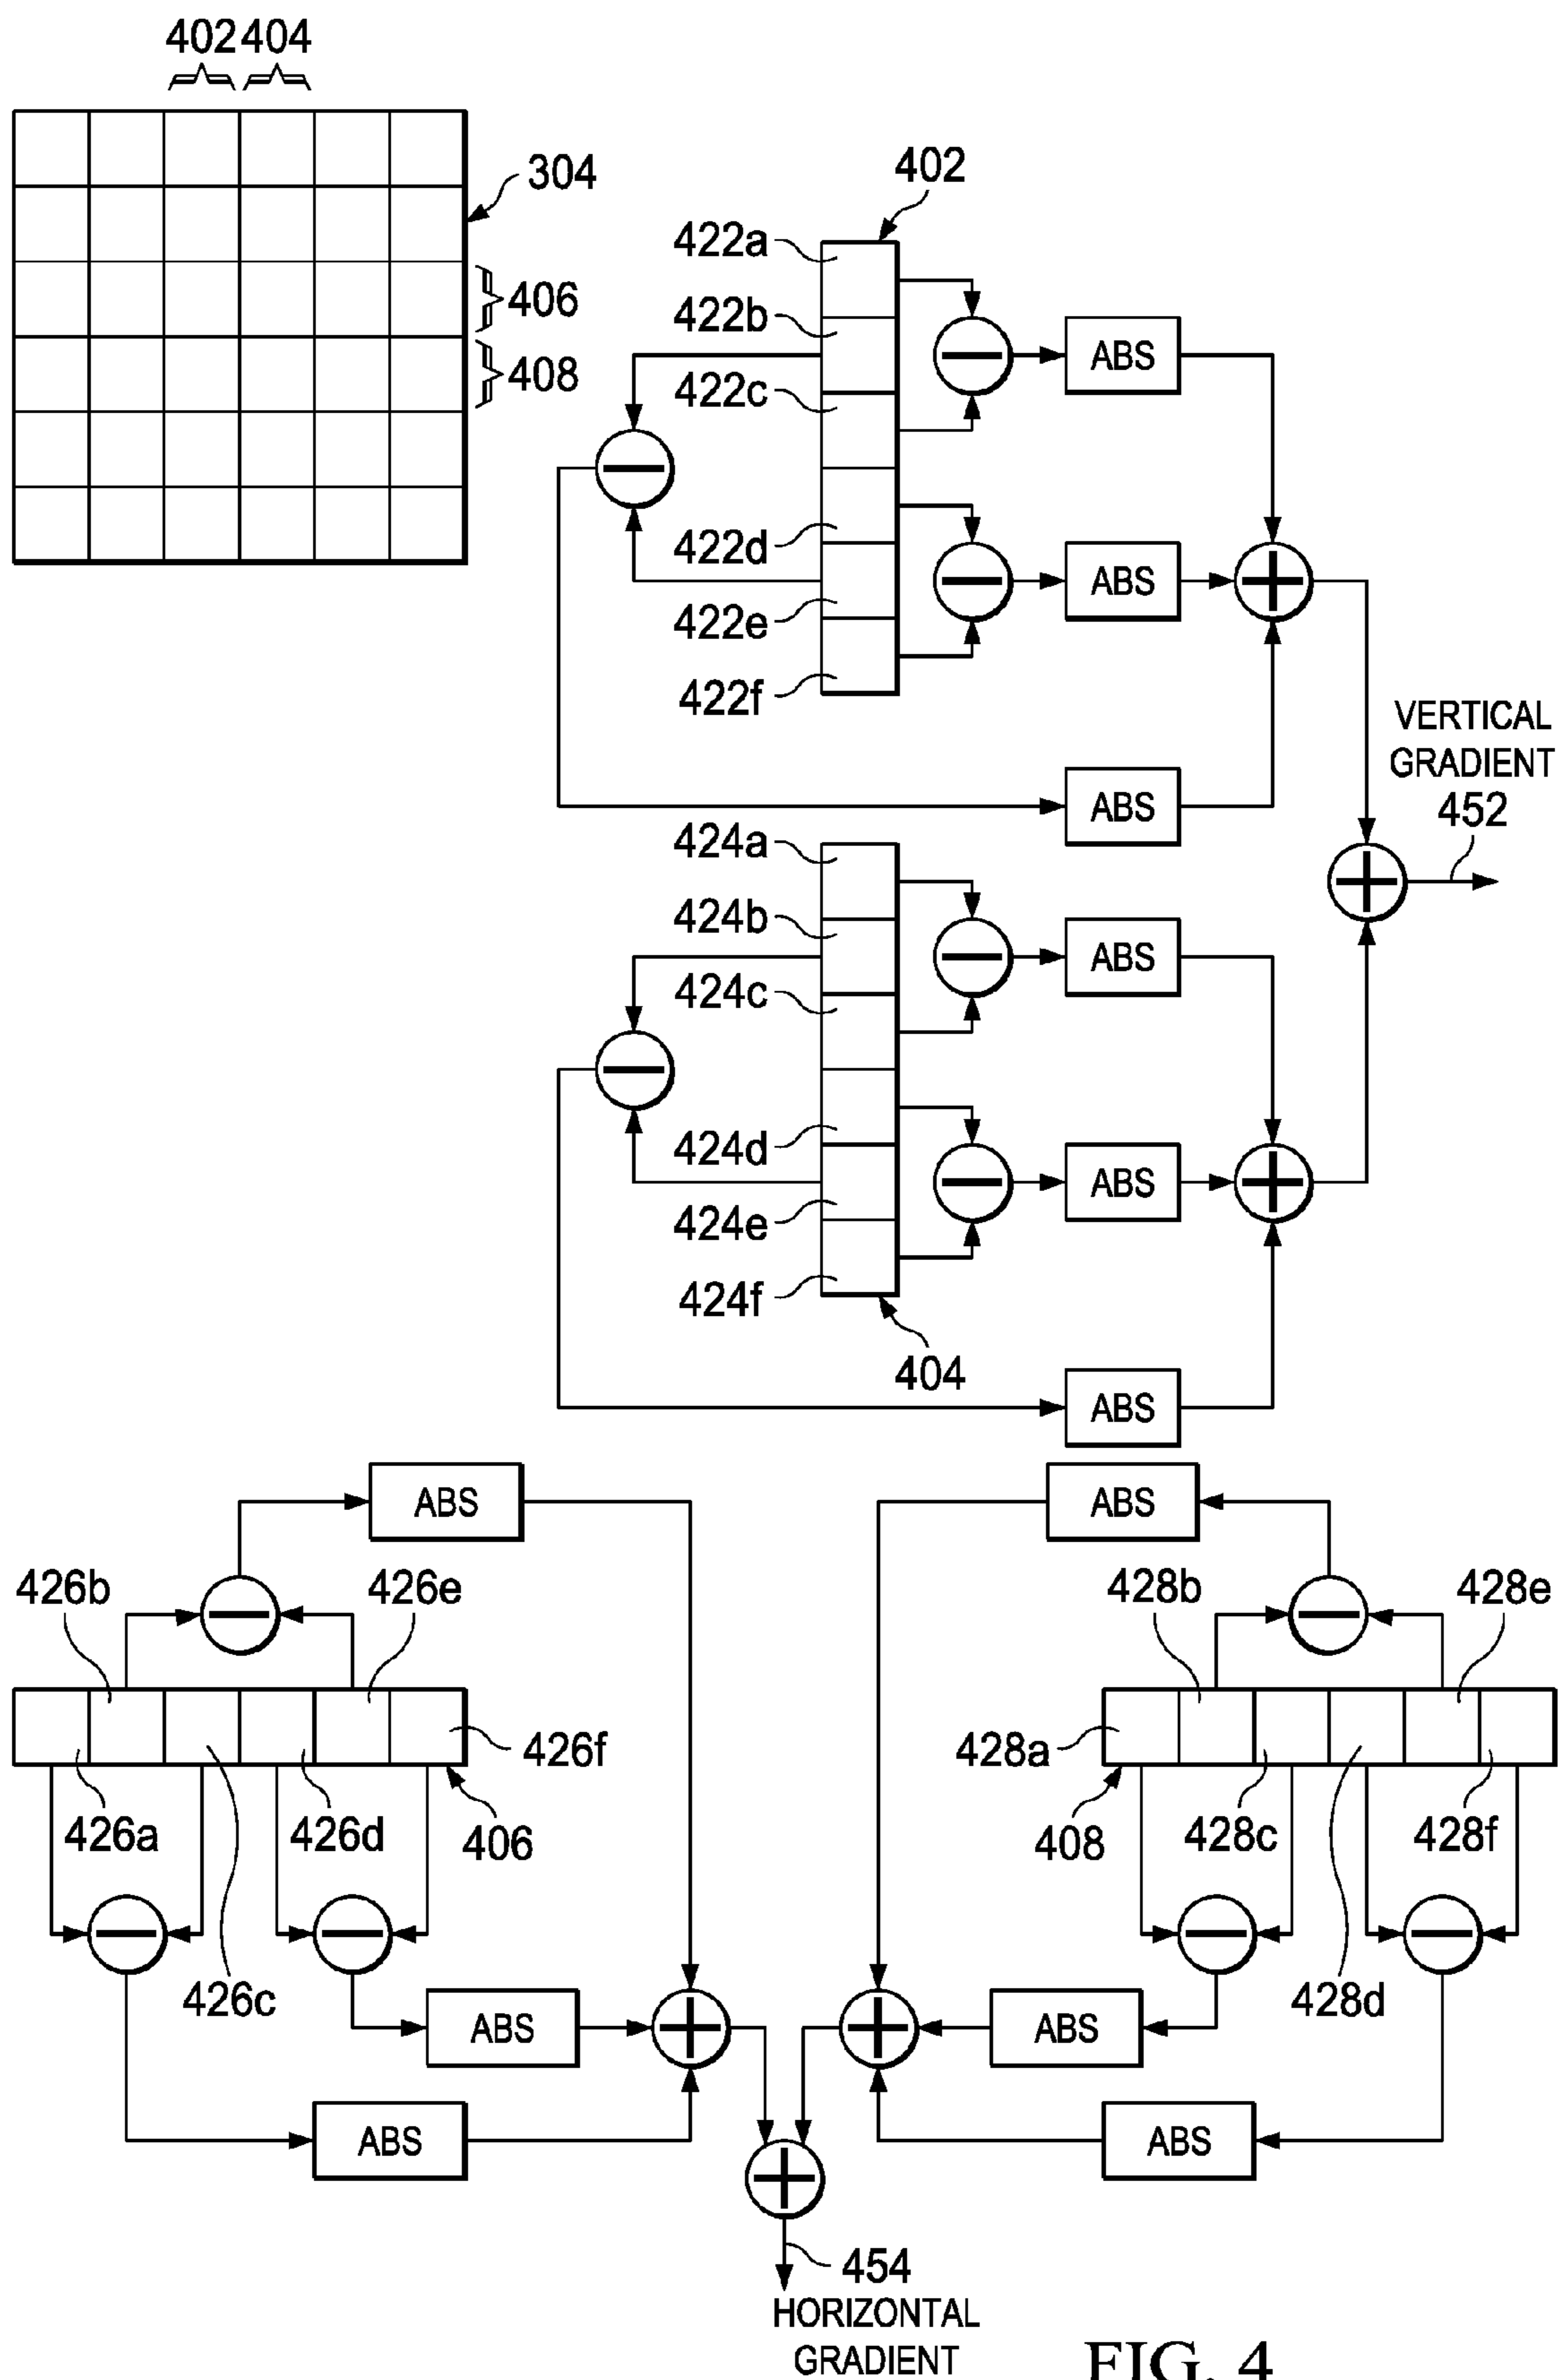 402 404
304
406
408
402
422a
422b
422c
422d
422e
422f
ABS
ABS
ABS
VERTICAL
GRADIENT
452
424a
424b
424c
424d
424e
424f
404
ABS
ABS
ABS
ABS
ABS
426b
426e
428b
428e
426f
428a
426a
426d
406
408
428c
428f
426c
428d
ABS
ABS
ABS
ABS
454
HORIZONTAL
GRADIENT
FIG. 4